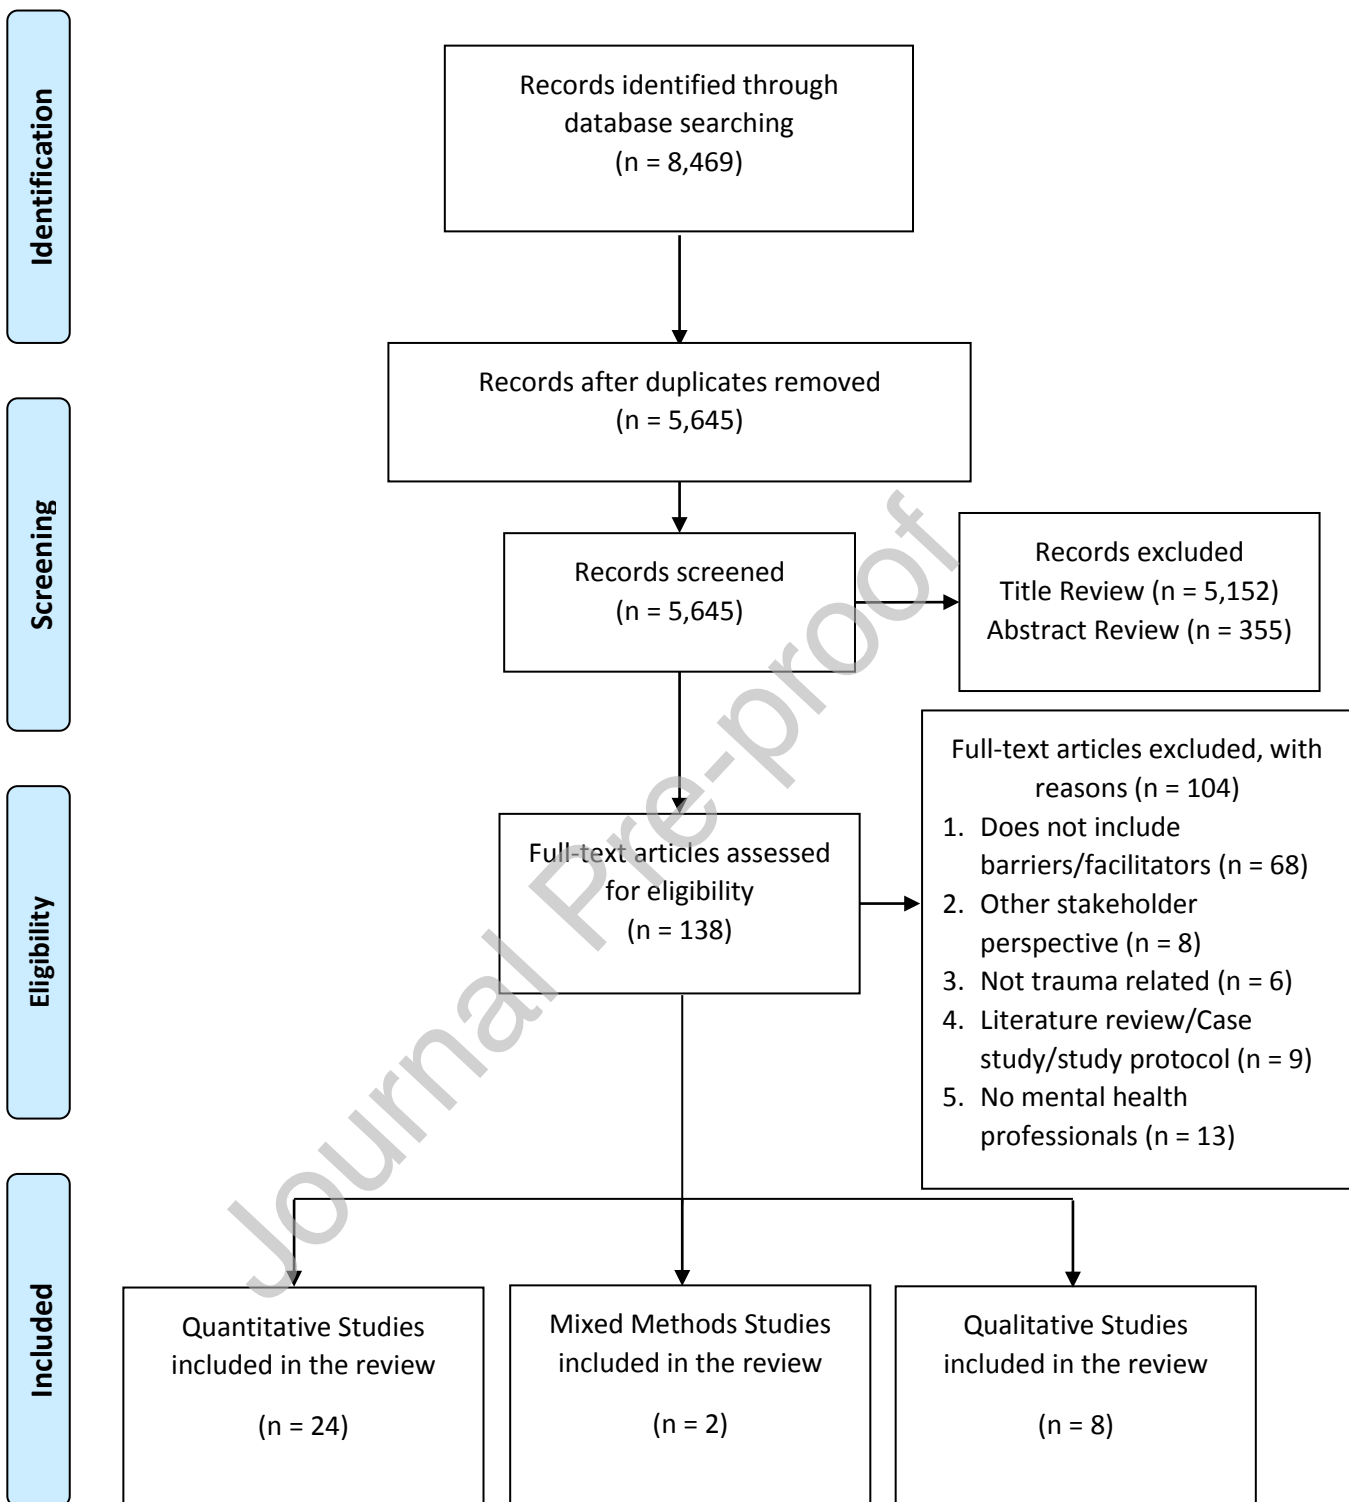 Identification
Records identified through
database searching
(n = 8,469)
Records after duplicates removed
(n = 5,645)
Screening
Records screened
(n = 5,645)
Records excluded
Title Review (n = 5,152)
Abstract Review (n = 355)
Eligibility
Full-text articles assessed
for eligibility
(n = 138)
Full-text articles excluded, with
reasons (n = 104)
1. Does not include
barriers/facilitators (n = 68)
2. Other stakeholder
perspective (n = 8)
3. Not trauma related (n = 6)
4. Literature review/Case
study/study protocol (n = 9)
5. No mental health
professionals (n = 13)
Included
Quantitative Studies
included in the review
(n = 24)
Mixed Methods Studies
included in the review
(n = 2)
Qualitative Studies
included in the review
(n = 8)
Journal Pre-proof